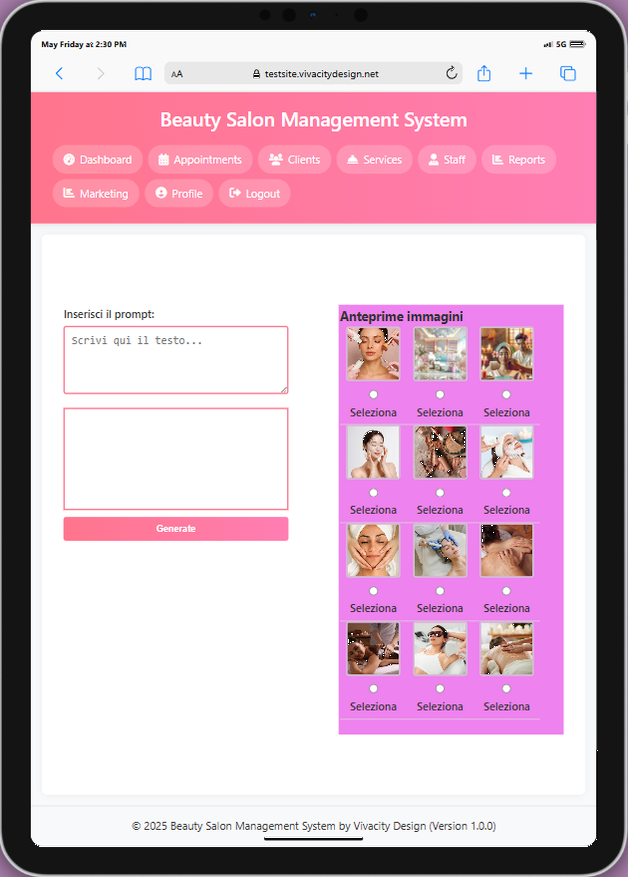 May Friday at 2:30 PM
5G
AA
testsite.vivacitydesign.net
Beauty Salon Management System
Dashboard
Appointments
Clients
Services
Staff
Reports
Marketing
Profile
Logout
Inserisci il prompt:
Scrivi qui il testo...
Generate
Anteprime immagini
Seleziona
Seleziona
Seleziona
Seleziona
Seleziona
Seleziona
Seleziona
Seleziona
Seleziona
Seleziona
Seleziona
Seleziona
© 2025 Beauty Salon Management System by Vivacity Design (Version 1.0.0)